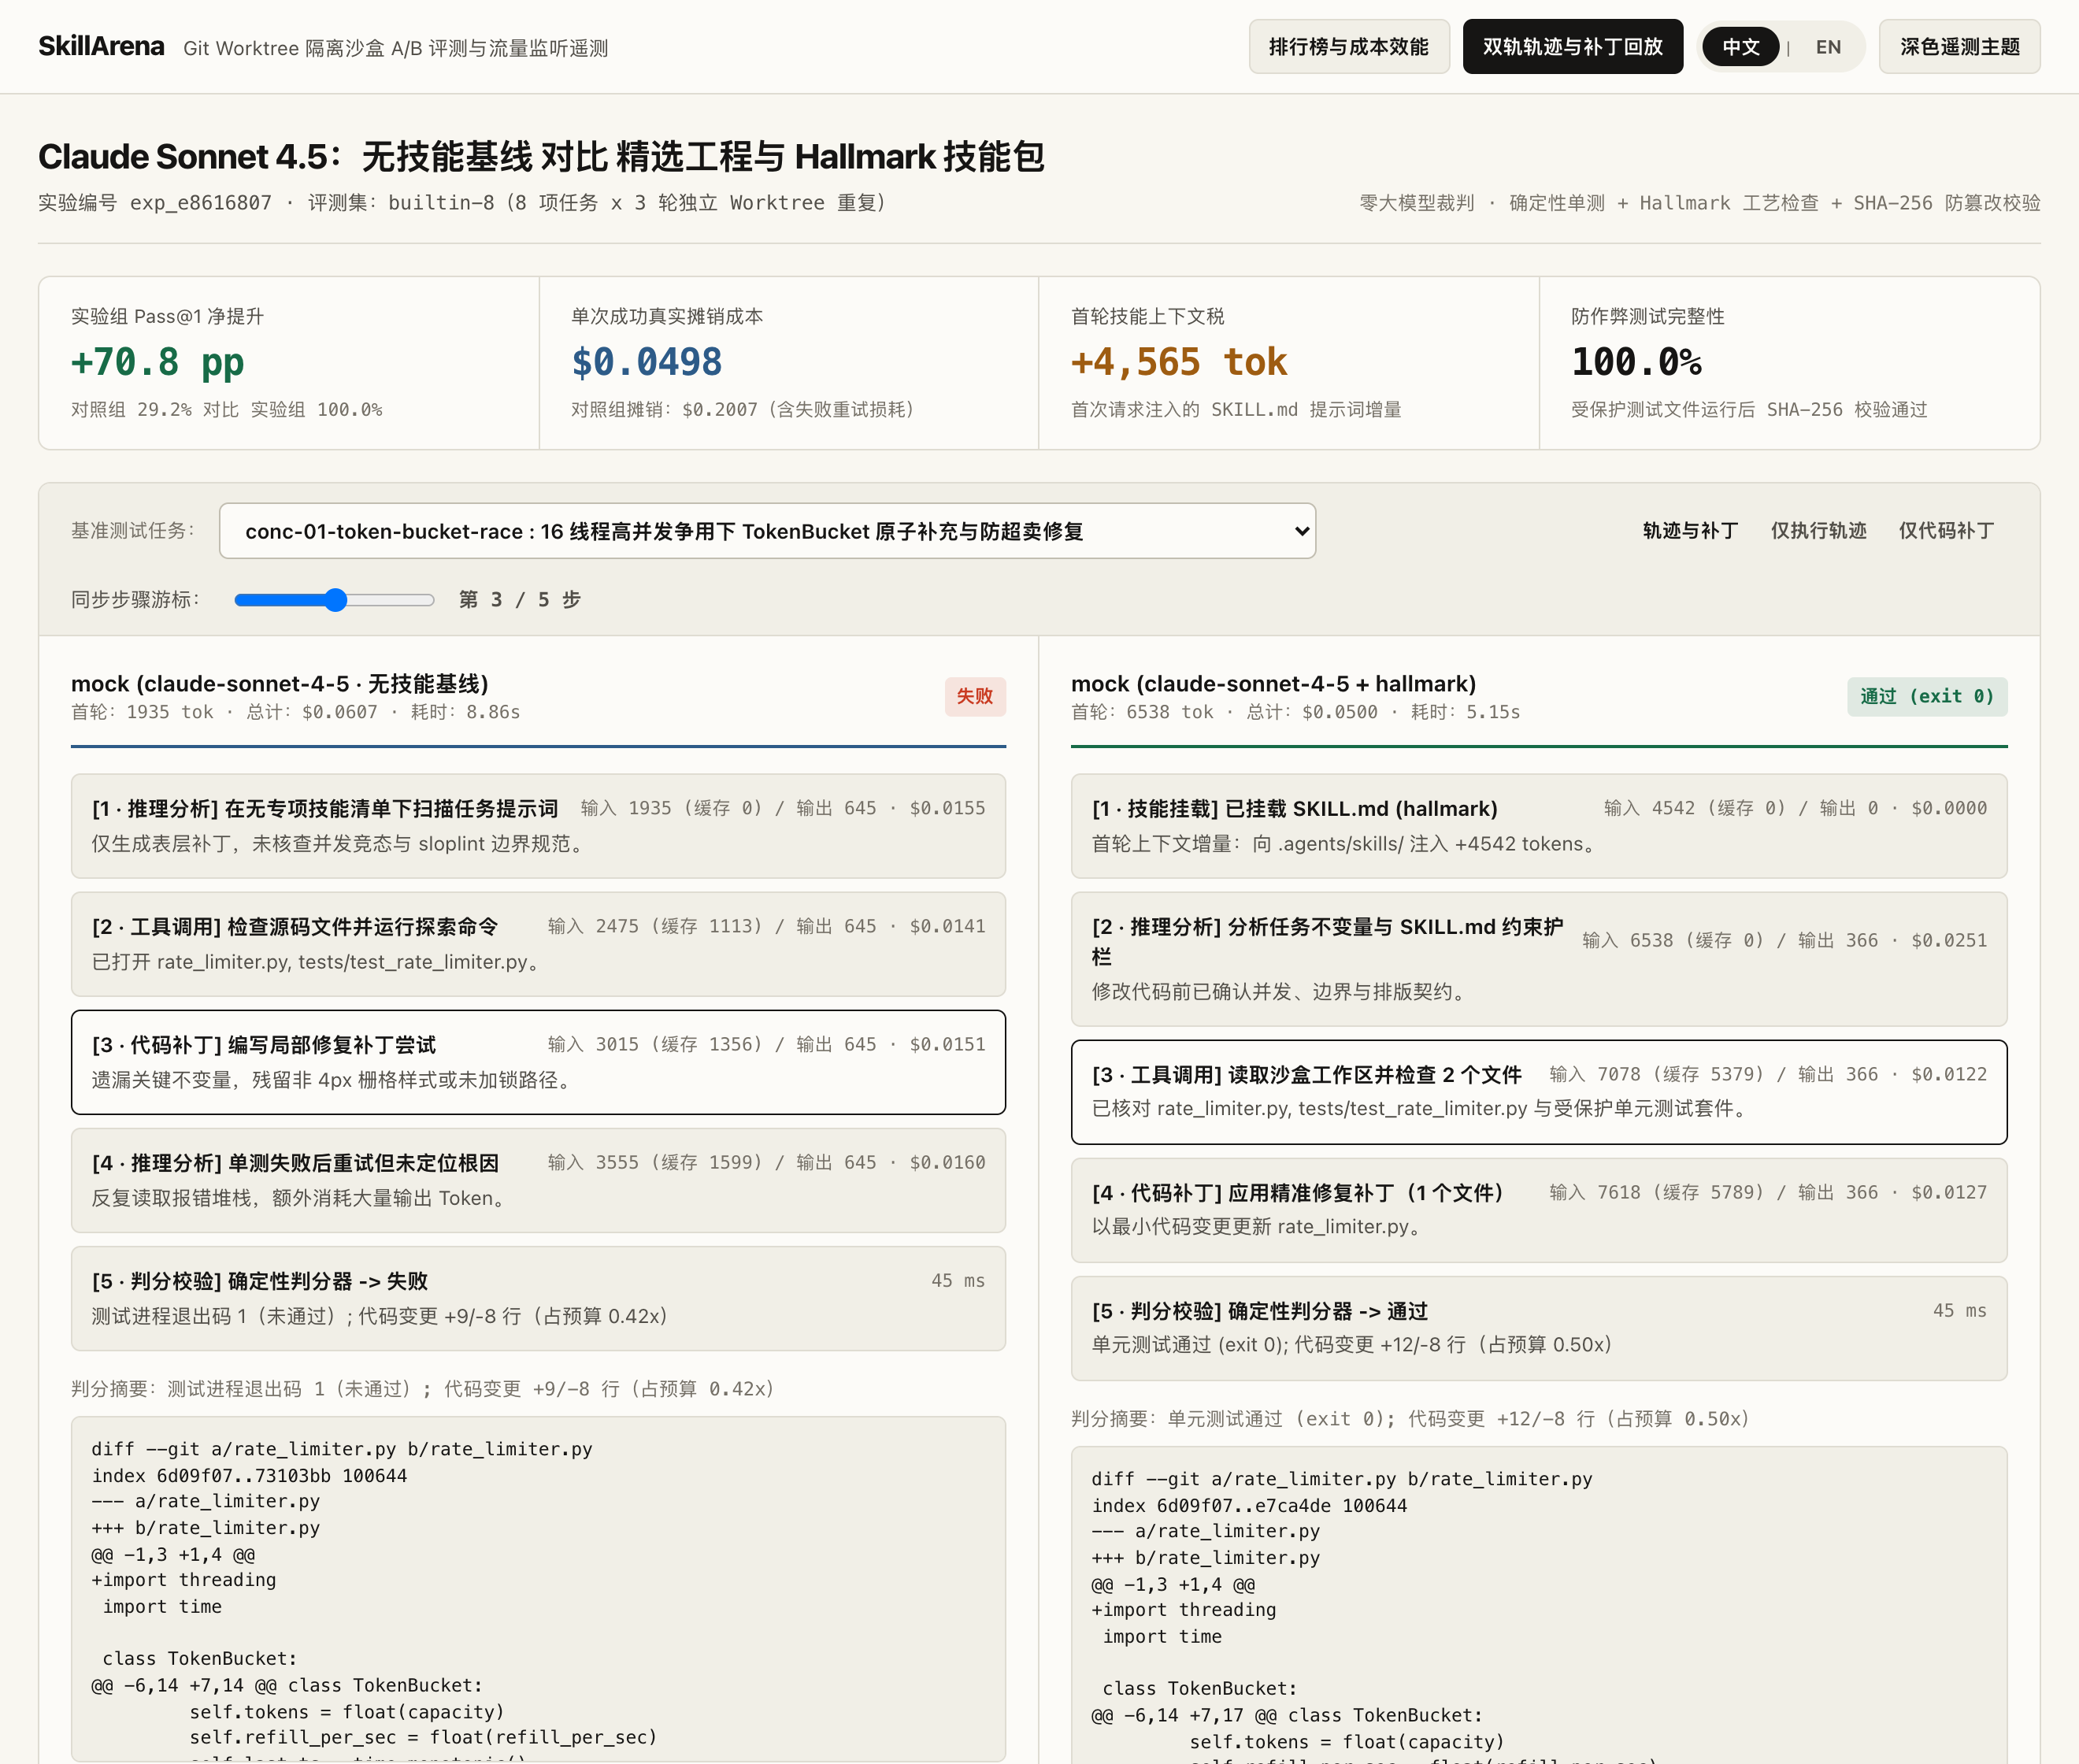 SkillArena
Git Worktree 隔离沙盒 A/B 评测与流量监听遥测
排行榜与成本效能
双轨轨迹与补丁回放
中文 | EN
深色遥测主题
Claude Sonnet 4.5：无技能基线 对比 精选工程与 Hallmark 技能包
实验编号 exp_e8616807 · 评测集：builtin-8（8 项任务 x 3 轮独立 Worktree 重复）
零大模型裁判 · 确定性单测 + Hallmark 工艺检查 + SHA-256 防篡改校验
实验组 Pass@1 净提升
+70.8 pp
对照组 29.2% 对比 实验组 100.0%
单次成功真实摊销成本
$0.0498
对照组摊销：$0.2007（含失败重试损耗）
首轮技能上下文税
+4,565 tok
首次请求注入的 SKILL.md 提示词增量
防作弊测试完整性
100.0%
受保护测试文件运行后 SHA-256 校验通过
基准测试任务：
conc-01-token-bucket-race : 16 线程高并发争用下 TokenBucket 原子补充与防超卖修复
轨迹与补丁
仅执行轨迹
仅代码补丁
同步步骤游标：
第 3 / 5 步
mock (claude-sonnet-4-5 · 无技能基线)
首轮：1935 tok · 总计：$0.0607 · 耗时：8.86s
失败
[1 · 推理分析] 在无专项技能清单下扫描任务提示词
输入 1935 (缓存 0) / 输出 645 · $0.0155
仅生成表层补丁，未核查并发竞态与 sloplint 边界规范。
[2 · 工具调用] 检查源码文件并运行探索命令
输入 2475 (缓存 1113) / 输出 645 · $0.0141
已打开 rate_limiter.py, tests/test_rate_limiter.py。
[3 · 代码补丁] 编写局部修复补丁尝试
输入 3015 (缓存 1356) / 输出 645 · $0.0151
遗漏关键不变量，残留非 4px 栅格样式或未加锁路径。
[4 · 推理分析] 单测失败后重试但未定位根因
输入 3555 (缓存 1599) / 输出 645 · $0.0160
反复读取报错堆栈，额外消耗大量输出 Token。
[5 · 判分校验] 确定性判分器 -> 失败
45 ms
测试进程退出码 1（未通过）; 代码变更 +9/-8 行（占预算 0.42x）
判分摘要：测试进程退出码 1（未通过）; 代码变更 +9/-8 行（占预算 0.42x）
diff --git a/rate_limiter.py b/rate_limiter.py
index 6d09f07..73103bb 100644
--- a/rate_limiter.py
+++ b/rate_limiter.py
@@ -1,3 +1,4 @@
+import threading
 import time
 class TokenBucket:
@@ -6,14 +7,14 @@ class TokenBucket:
         self.tokens = float(capacity)
         self.refill_per_sec = float(refill_per_sec)
mock (claude-sonnet-4-5 + hallmark)
首轮：6538 tok · 总计：$0.0500 · 耗时：5.15s
通过 (exit 0)
[1 · 技能挂载] 已挂载 SKILL.md (hallmark)
输入 4542 (缓存 0) / 输出 0 · $0.0000
首轮上下文增量：向 .agents/skills/ 注入 +4542 tokens。
[2 · 推理分析] 分析任务不变量与 SKILL.md 约束护
栏
输入 6538 (缓存 0) / 输出 366 · $0.0251
修改代码前已确认并发、边界与排版契约。
[3 · 工具调用] 读取沙盒工作区并检查 2 个文件
输入 7078 (缓存 5379) / 输出 366 · $0.0122
已核对 rate_limiter.py, tests/test_rate_limiter.py 与受保护单元测试套件。
[4 · 代码补丁] 应用精准修复补丁（1 个文件）
输入 7618 (缓存 5789) / 输出 366 · $0.0127
以最小代码变更更新 rate_limiter.py。
[5 · 判分校验] 确定性判分器 -> 通过
45 ms
单元测试通过 (exit 0); 代码变更 +12/-8 行（占预算 0.50x）
判分摘要：单元测试通过 (exit 0); 代码变更 +12/-8 行（占预算 0.50x）
diff --git a/rate_limiter.py b/rate_limiter.py
index 6d09f07..e7ca4de 100644
--- a/rate_limiter.py
+++ b/rate_limiter.py
@@ -1,3 +1,4 @@
+import threading
 import time
 class TokenBucket:
@@ -6,14 +7,17 @@ class TokenBucket:
         self.tokens = float(capacity)